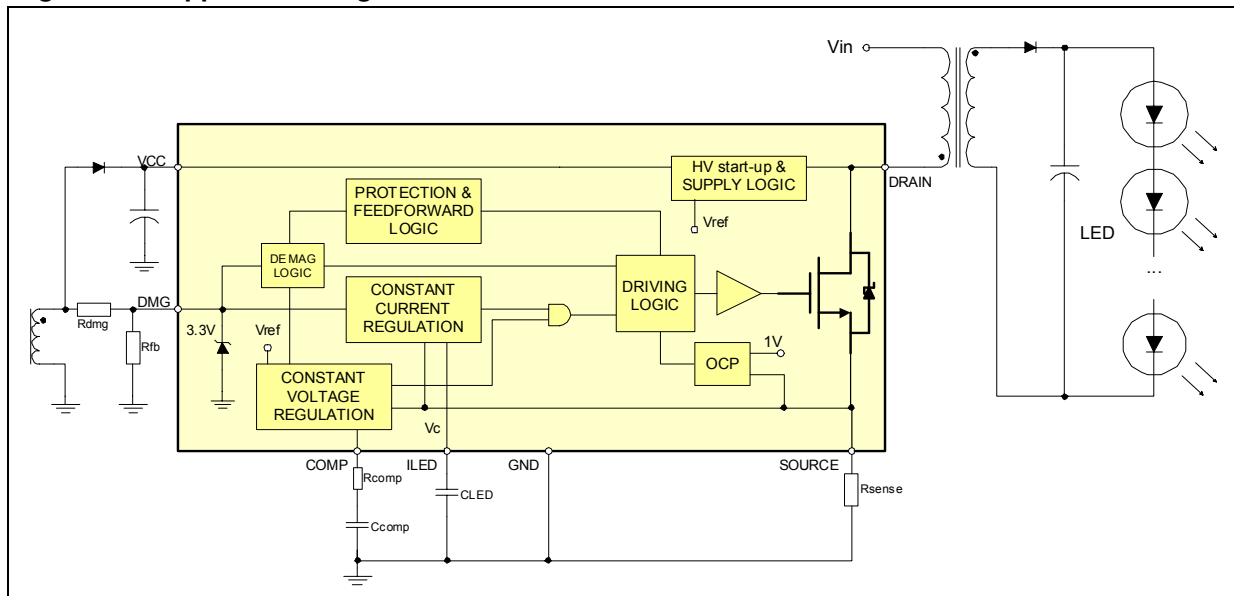 Vin
VCC
HV start-up &
SUPPLY LOGIC
DRAIN
PROTECTION &
FEEDFORWARD
LOGIC
Vref
LED
DEMAG
LOGIC
...
DMG
CONSTANT
CURRENT
REGULATION
DRIVING
LOGIC
Rdmg
3.3V
Vref
Rfb
1V
OCP
CONSTANT
VOLTAGE
REGULATION
Vc
COMP
ILED
GND
SOURCE
Rcomp
CLED
Rsense
Ccomp